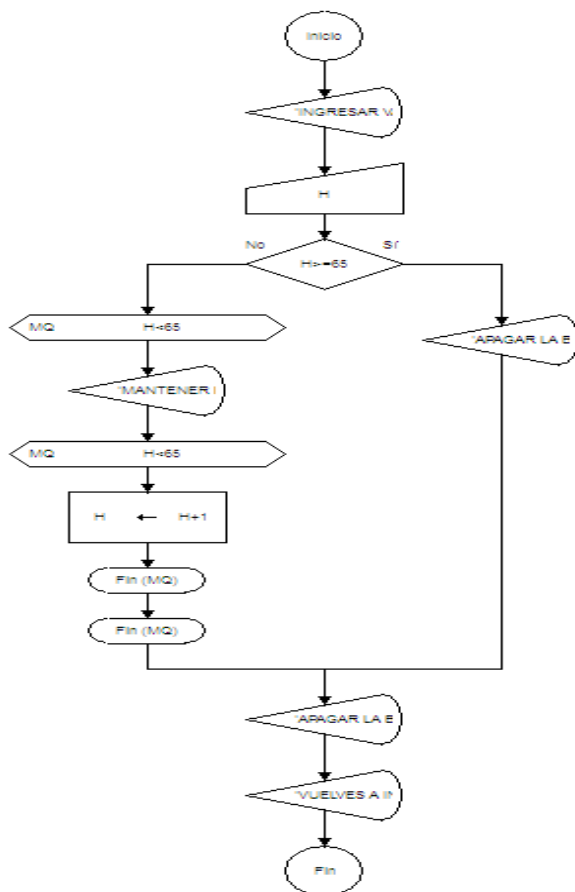 Inicio
'INGRESAR VA
H
No Sí
H>=65
MQ H<65
'APAGAR LA B
'MANTENER L
MQ H<65
H ← H+1
Fin (MQ)
Fin (MQ)
'APAGAR LA B
'VUELVES A IN
Fin